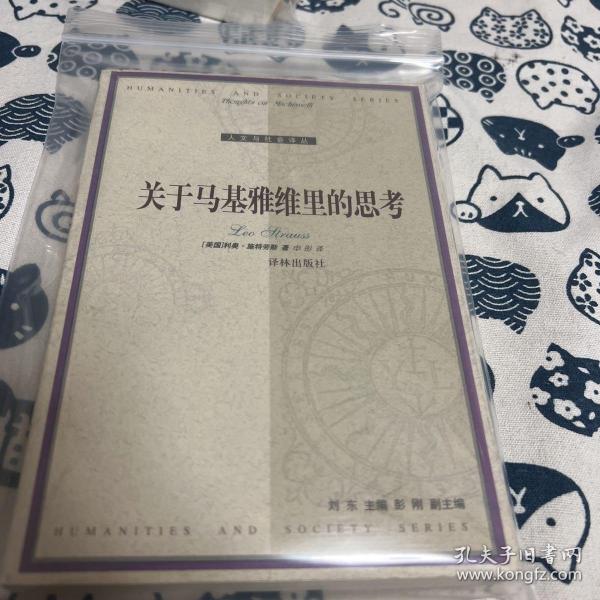 HUMANITIES AND SOCIETY SERIES
Thoughts on Machiavelli
人文与社会译丛
关于马基雅维里的思考
Leo Strauss
[美国]利奥·施特劳斯 著 申彤 译
译林出版社
刘东 主编 彭刚 副主编
HUMANITIES AND SOCIETY SERIES
孔夫子旧书网
www.kongfz.com